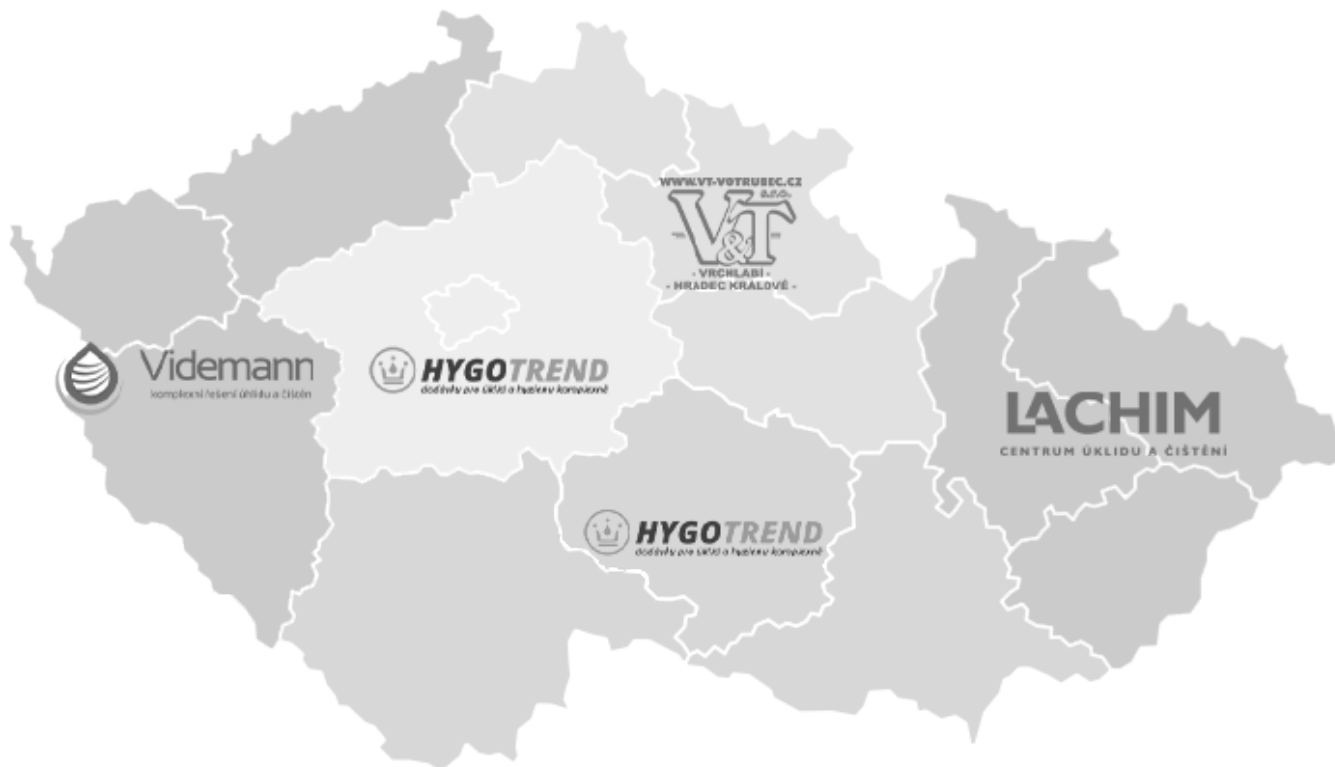 WWW.VT-VOTRUBEC.CZ
s.r.o.
V&T
- VRCHLABÍ -
- HRADEC KRÁLOVÉ -
Videmann
komplexní řešení úklidu a čištění
HYGOTREND
dodávky pro úklid a hygienu komplexně
LACHIM
CENTRUM ÚKLIDU A ČIŠTĚNÍ
HYGOTREND
dodávky pro úklid a hygienu komplexně